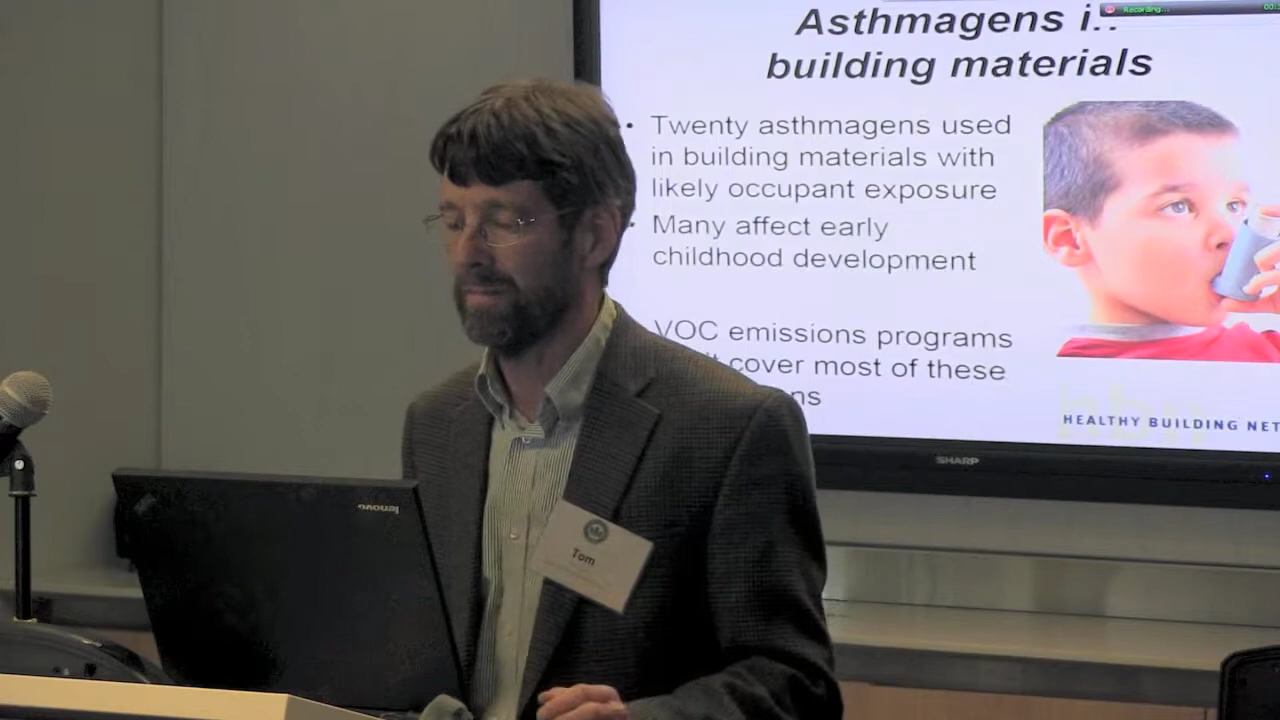 Recording...
Asthmagens i..
building materials
• Twenty asthmagens used
in building materials with
likely occupant exposure
• Many affect early
childhood development
VOC emissions programs
cover most of these
HEALTHY BUILDING NET
SHARP
lenovo
Tom